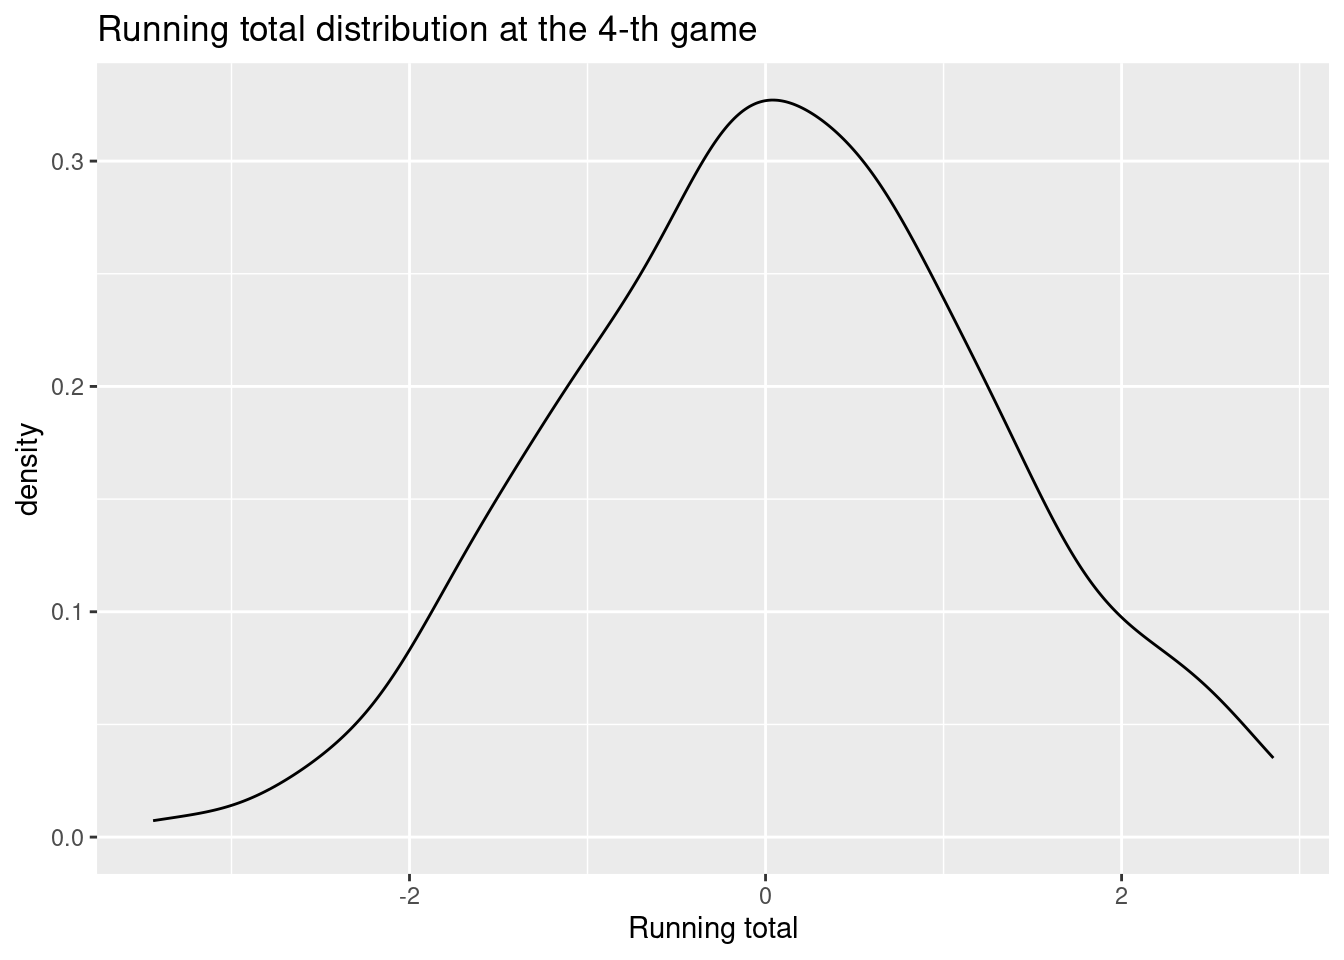 Running total distribution at the 4-th game
0.3
0.2
0.1
0.0
density
-2 0 2
Running total